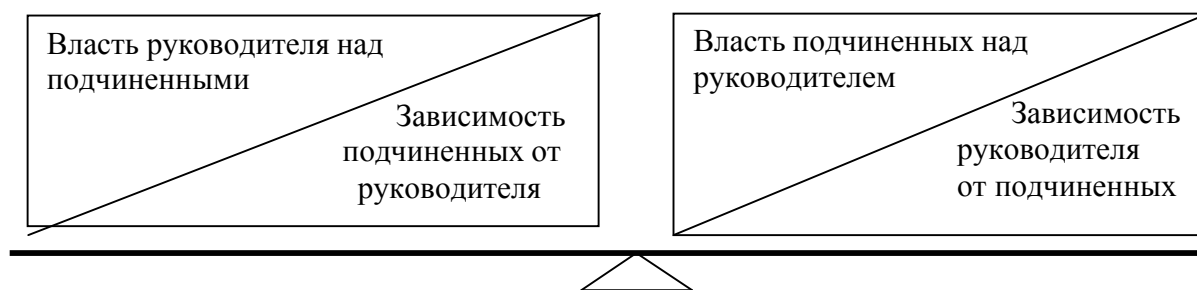 Власть руководителя над
подчиненными
Зависимость
подчиненных от
руководителя
Власть подчиненных над
руководителем
Зависимость
руководителя
от подчиненных